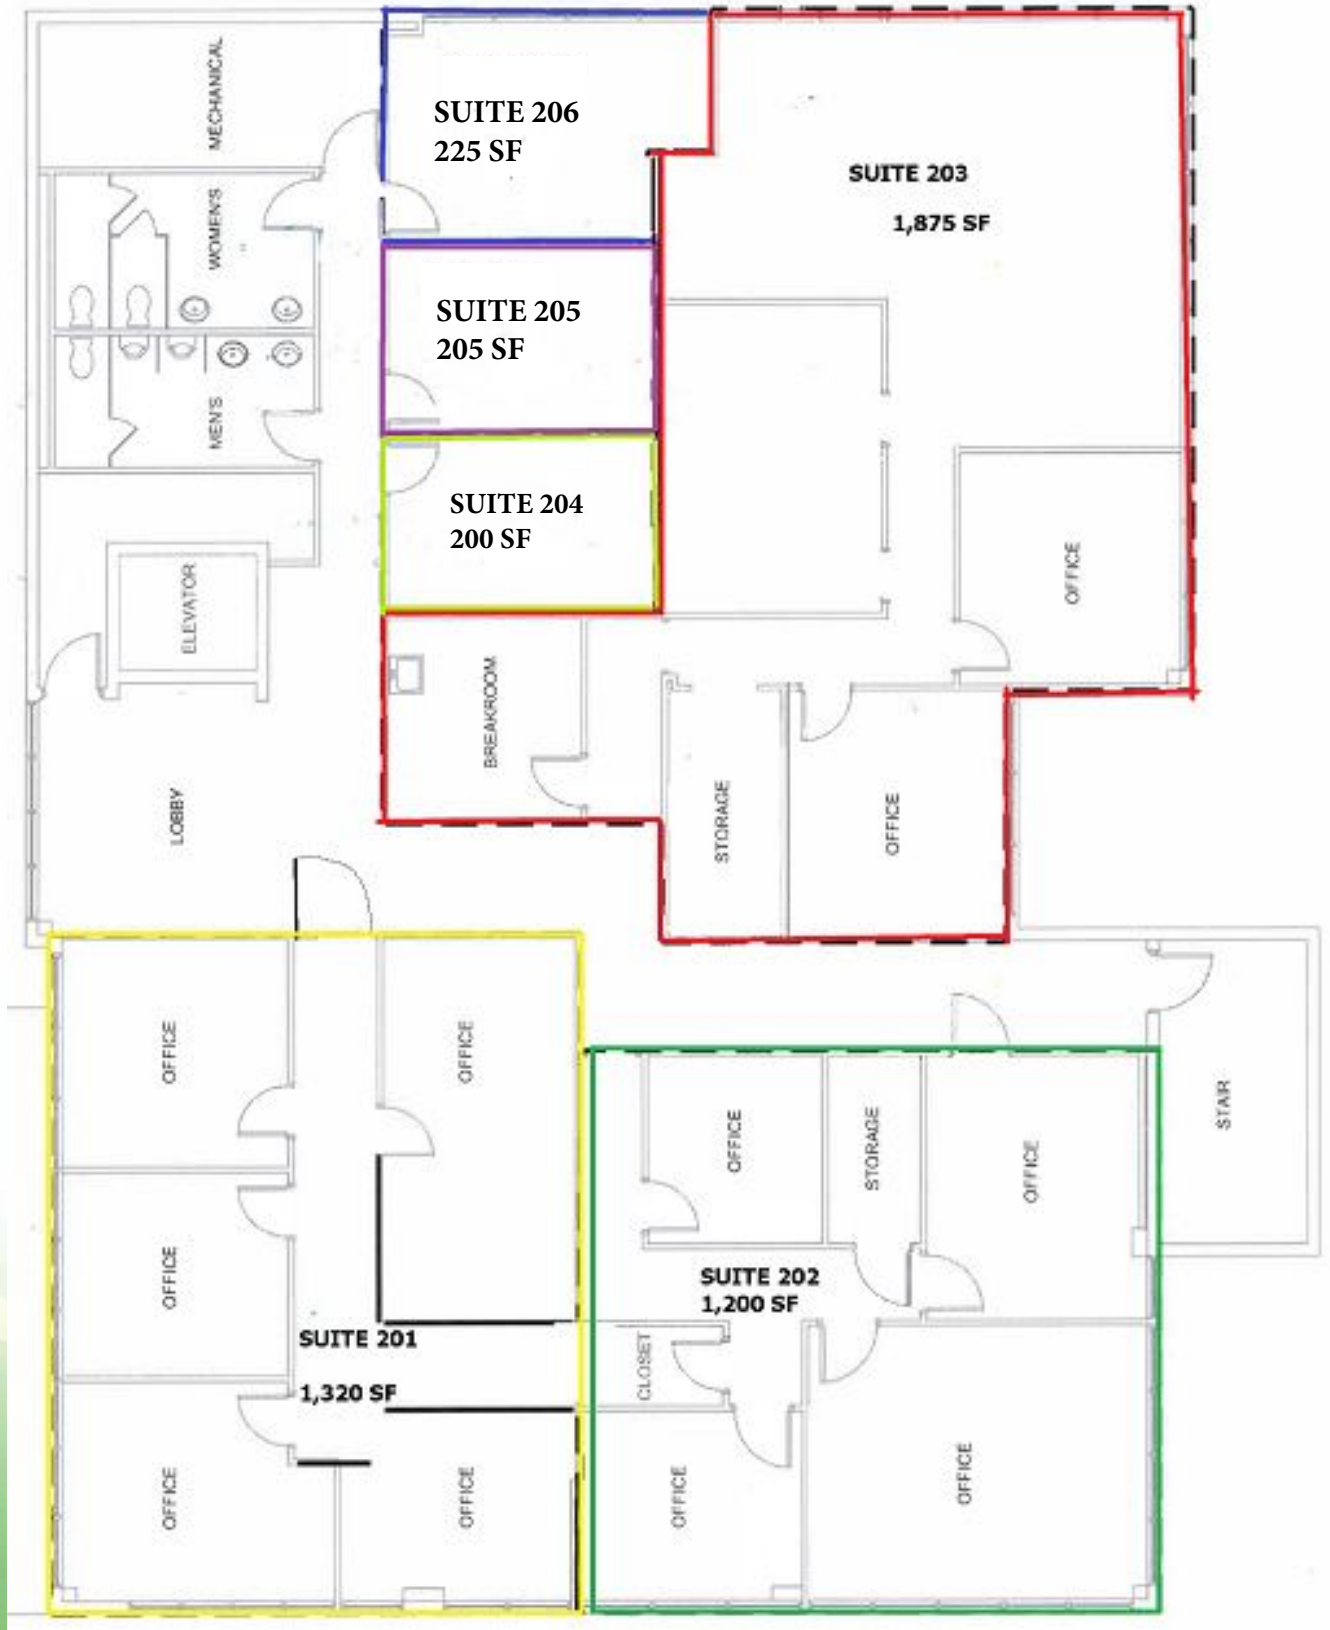 MECHANICAL
SUITE 206
225 SF
SUITE 203
1,875 SF
WOMEN'S
SUITE 205
205 SF
MEN'S
SUITE 204
200 SF
OFFICE
ELEVATOR
BREAKROOM
LOBBY
STORAGE
OFFICE
OFFICE
OFFICE
OFFICE
STORAGE
OFFICE
STAIR
OFFICE
SUITE 202
1,200 SF
SUITE 201
1,320 SF
CLOSET
OFFICE
OFFICE
OFFICE
OFFICE